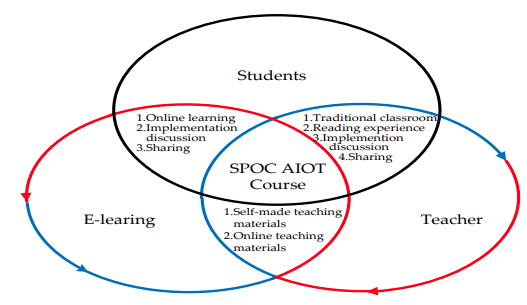 Students
1.Online learning
2.Implementation
discussion
3.Sharing
1.Traditional classroom
2.Reading experience
3.Implemention
discussion
4.Sharing
SPOC AIOT
Course
E-learing
1.Self-made teaching
materials
2.Online teaching
materials
Teacher